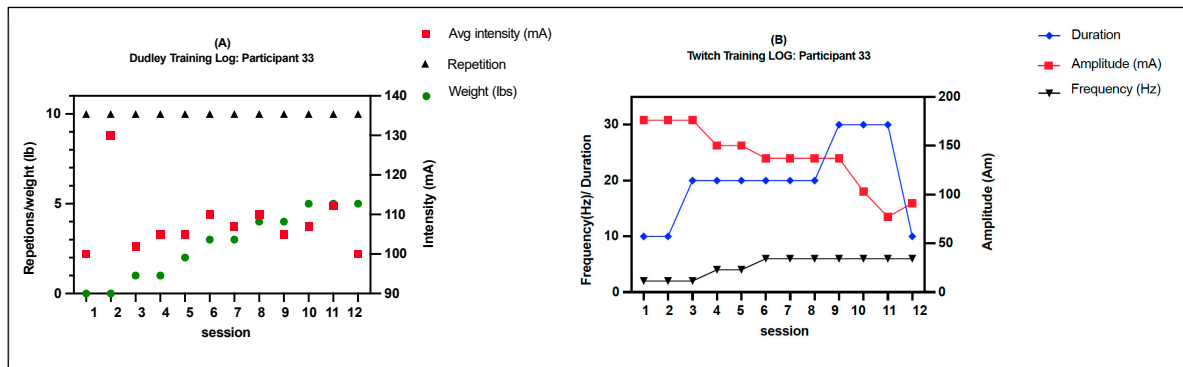 (A)
Dudley Training Log: Participant 33
Avg intensity (mA)
Repetition
Weight (lbs)
Repetions/weight (lb)
10
5
0
140
130
120
110
100
90
Intensity (mA)
1 2 3 4 5 6 7 8 9 10 11 12
session
(B)
Twitch Training LOG: Participant 33
Duration
Amplitude (mA)
Frequency (Hz)
Frequency(Hz)/ Duration
30
20
10
0
200
150
100
50
0
Amplitude (Am)
1 2 3 4 5 6 7 8 9 10 11 12
session